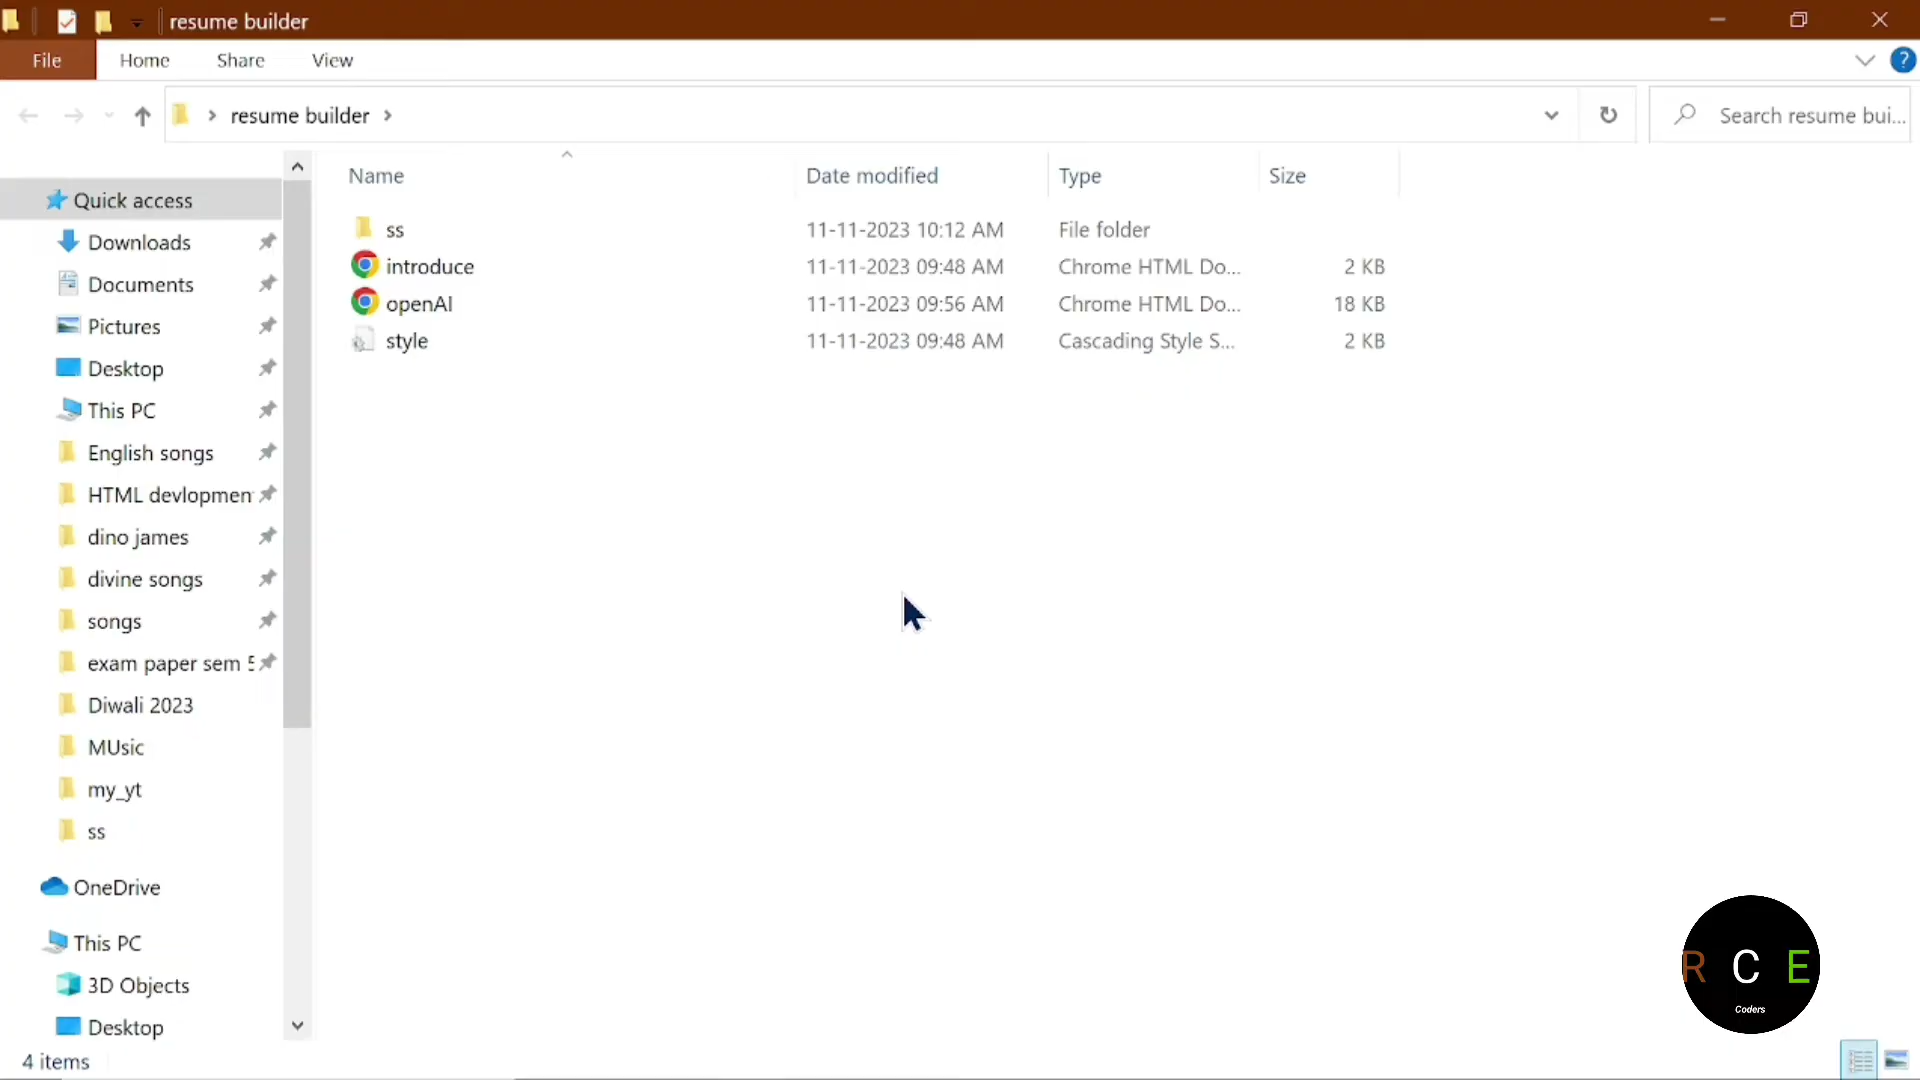 resume builder
File Home Share View ?
resume builder
Search resume bui...
Name Date modified Type Size
ss 11-11-2023 10:12 AM File folder
introduce 11-11-2023 09:48 AM Chrome HTML Do... 2 KB
openAI 11-11-2023 09:56 AM Chrome HTML Do... 18 KB
style 11-11-2023 09:48 AM Cascading Style S... 2 KB
Quick access
Downloads
Documents
Pictures
Desktop
This PC
English songs
HTML devlopmen
dino james
divine songs
songs
exam paper sem 5
Diwali 2023
MUsic
my_yt
ss
OneDrive
This PC
3D Objects
Desktop
4 items
R C E
Coders